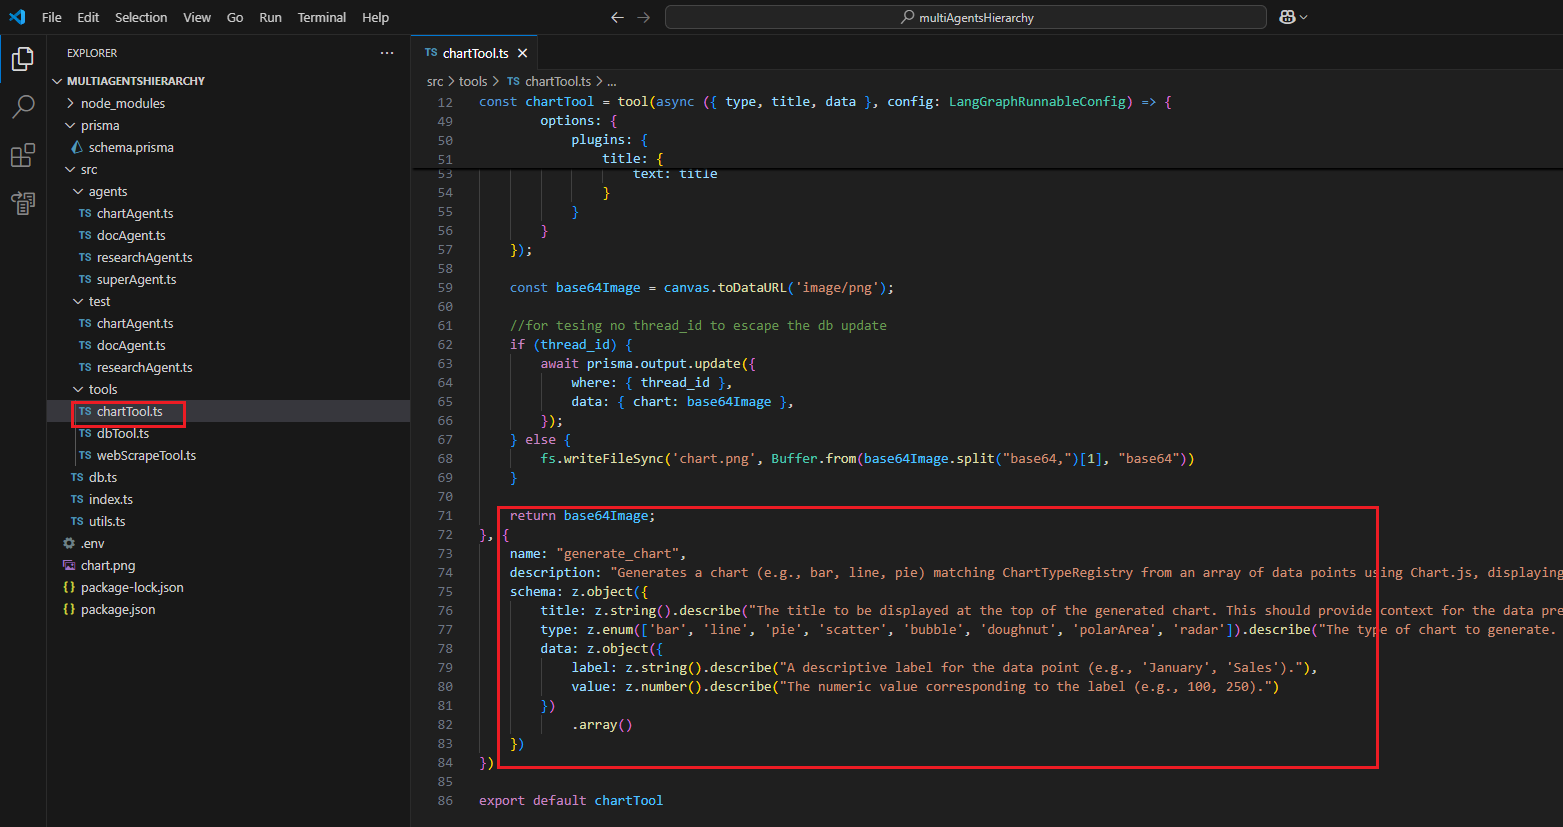 File Edit Selection View Go Run Terminal Help
multiAgentsHierarchy
EXPLORER
MULTIAGENTSHIERARCHY
node_modules
prisma
schema.prisma
src
agents
TS chartAgent.ts
TS docAgent.ts
TS researchAgent.ts
TS superAgent.ts
test
TS chartAgent.ts
TS docAgent.ts
TS researchAgent.ts
tools
TS chartTool.ts
TS dbTool.ts
TS webScrapeTool.ts
TS db.ts
TS index.ts
TS utils.ts
.env
chart.png
{} package-lock.json
{} package.json
TS chartTool.ts
src > tools > TS chartTool.ts > ...
12 const chartTool = tool(async ({ type, title, data }, config: LangGraphRunnableConfig) => {
49 options: {
50 plugins: {
51 title: {
53 text: title
54 }
55 }
56 }
57 });
58
59 const base64Image = canvas.toDataURL('image/png');
60
61 //for tesing no thread_id to escape the db update
62 if (thread_id) {
63 await prisma.output.update({
64 where: { thread_id },
65 data: { chart: base64Image },
66 });
67 } else {
68 fs.writeFileSync('chart.png', Buffer.from(base64Image.split("base64,")[1], "base64"))
69 }
70
71 return base64Image;
72 }, {
73 name: "generate_chart",
74 description: "Generates a chart (e.g., bar, line, pie) matching ChartTypeRegistry from an array of data points using Chart.js, displaying
75 schema: z.object({
76 title: z.string().describe("The title to be displayed at the top of the generated chart. This should provide context for the data pre
77 type: z.enum(['bar', 'line', 'pie', 'scatter', 'bubble', 'doughnut', 'polarArea', 'radar']).describe("The type of chart to generate.
78 data: z.object({
79 label: z.string().describe("A descriptive label for the data point (e.g., 'January', 'Sales')."),
80 value: z.number().describe("The numeric value corresponding to the label (e.g., 100, 250).")
81 })
82 .array()
83 })
84 })
85
86 export default chartTool